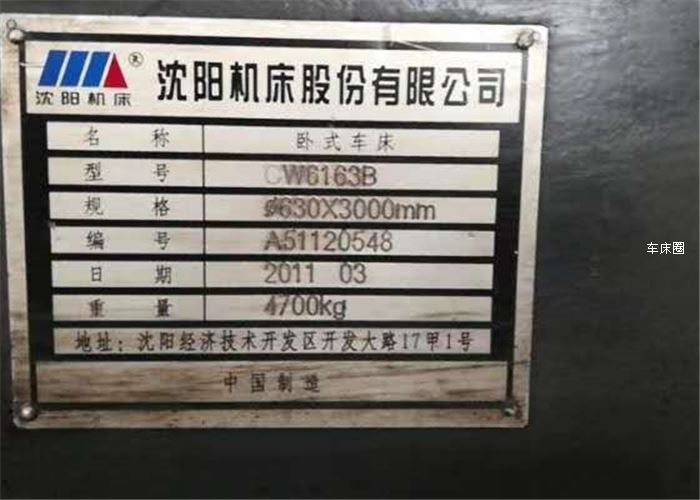 沈阳机床 ® 沈阳机床股份有限公司
名称 卧式车床
型号 CW6163B
规格 ø630X3000mm
编号 A51120548
日期 2011 03
重量 4700kg
地址：沈阳经济技术开发区开发大路17甲1号
中国制造
车床圈